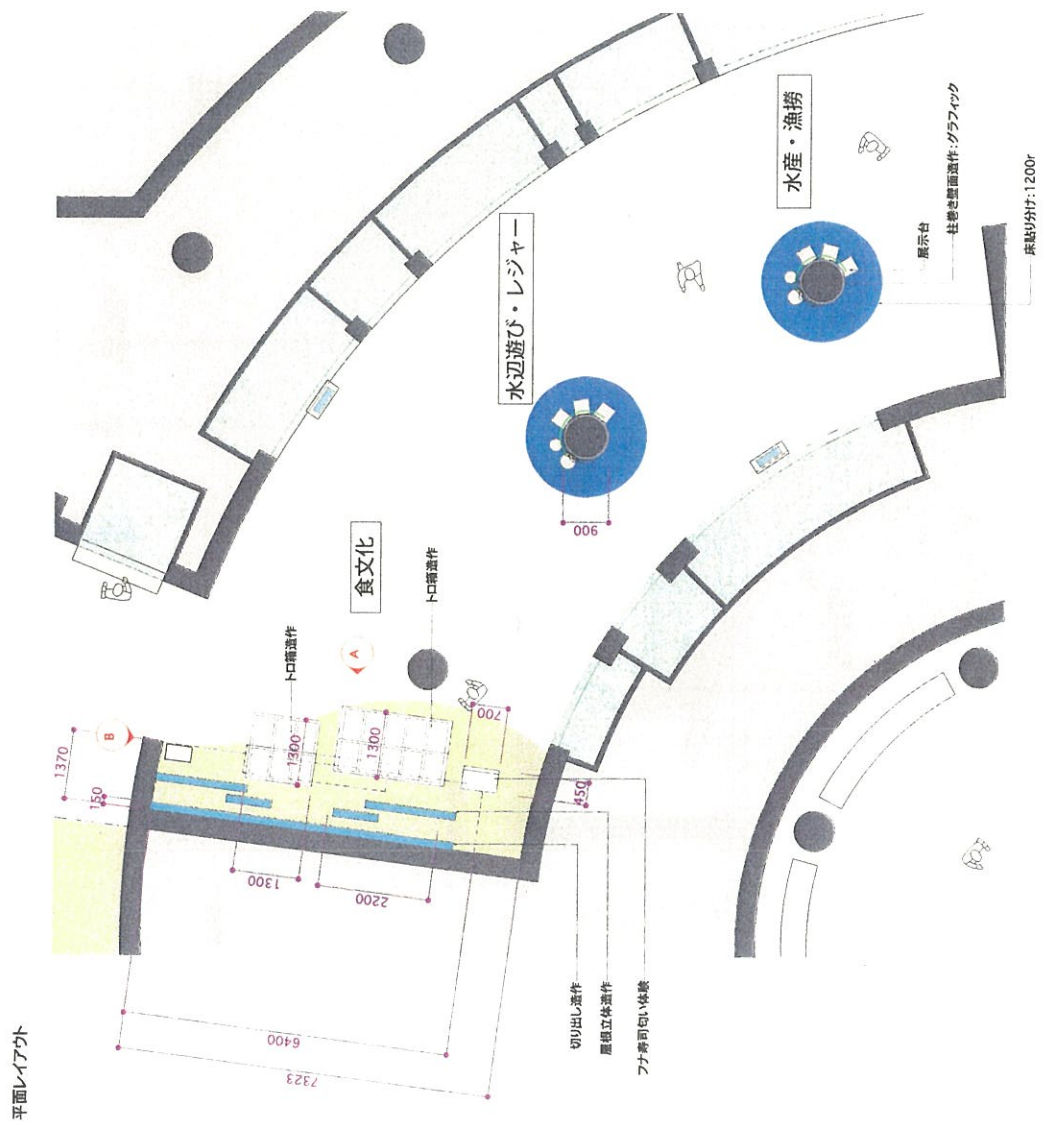 平面レイアウト
水産・漁撈
水辺遊び・レジャー
食文化
展示台
柱巻き壁面造作:グラフィック
床貼り分け:1200r
900
トロ箱造作
トロ箱造作
A
B
1370
150
1300
1300
700
450
1300
2200
6400
7323
切り出し造作
屋根立体造作
フナ寿司匂い体験